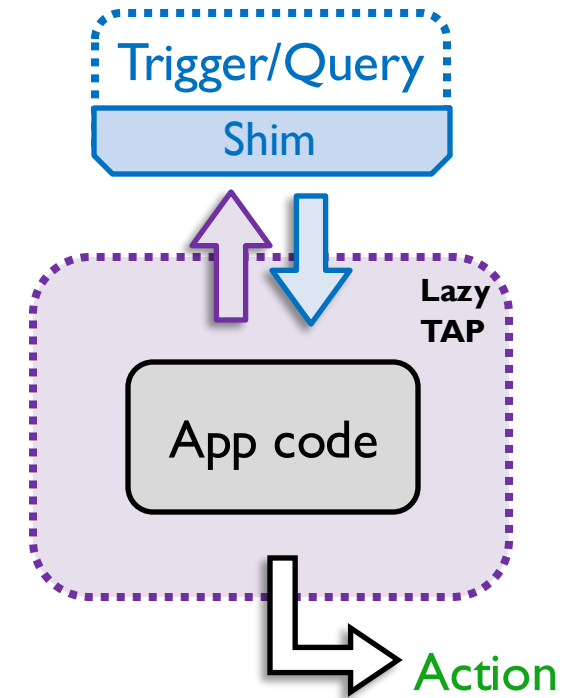 Trigger/Query
Shim
Lazy
TAP
App code
Action